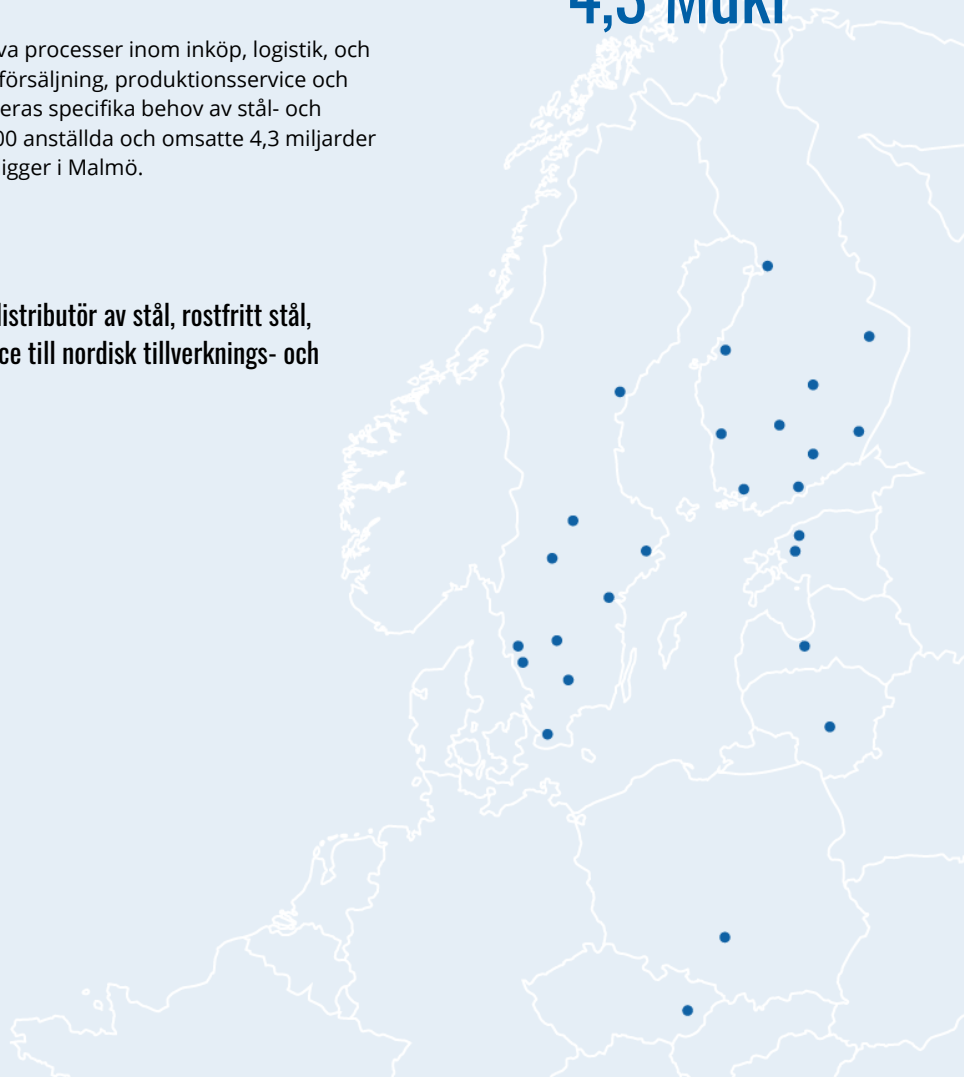 4,3 Mdkr
va processer inom inköp, logistik, och
försäljning, produktionsservice och
eras specifika behov av stål- och
00 anställda och omsatte 4,3 miljarder
igger i Malmö.
distributör av stål, rostfritt stål,
ce till nordisk tillverknings- och